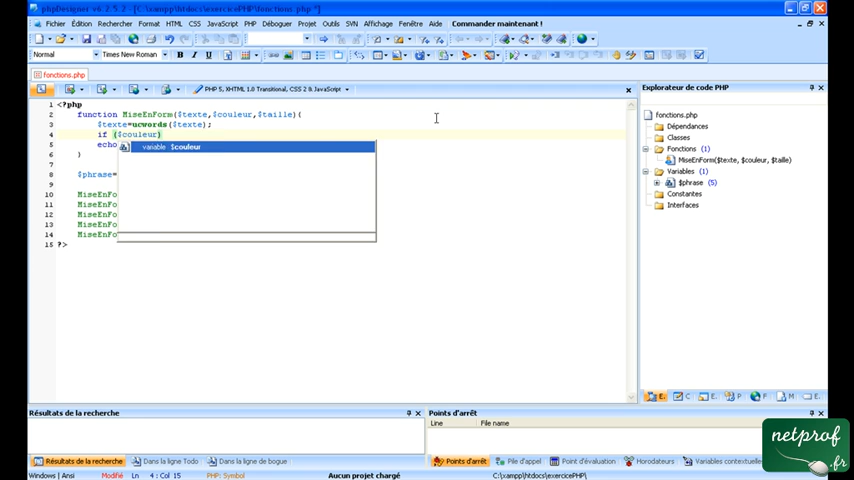 phpDesigner v 6.2.5.2 - [C:\xampp\htdocs\exercicePHP\fonctions.php *]
Fichier Édition Rechercher Format HTML CSS JavaScript PHP Déboguer Projet Outils SVN Affichage Fenêtre Aide Commander maintenant !
Normal Times New Roman B I U
fonctions.php
PHP 5, XHTML 1.0 Transitional, CSS 2 & JavaScript
1 <?php
2 function MiseEnForm($texte,$couleur,$taille){
3 $texte=ucwords($texte);
4 if ($couleur)
5 echo
variable $couleur
6 }
7
8 $phrase=
9
10 MiseEnFo
11 MiseEnFo
12 MiseEnFo
13 MiseEnFo
14 MiseEnFo
15 ?>
Explorateur de code PHP
fonctions.php
Dépendances
Classes
Fonctions (1)
MiseEnForm($texte, $couleur, $taille)
Variables (1)
$phrase (5)
Constantes
Interfaces
E. C E. P F M E.
Résultats de la recherche
Points d'arrêt
Line File name
Résultats de la recherche Dans la ligne Todo Dans la ligne de bogue
Points d'arrêt Pile d'appel Point d'évaluation Horodateurs Variables contextuelle
Windows | Ansi Modifié Ln 4 : Col 15 PHP: Symbol Aucun projet chargé C:\xampp\htdocs\exercicePHP\
netprof
.fr